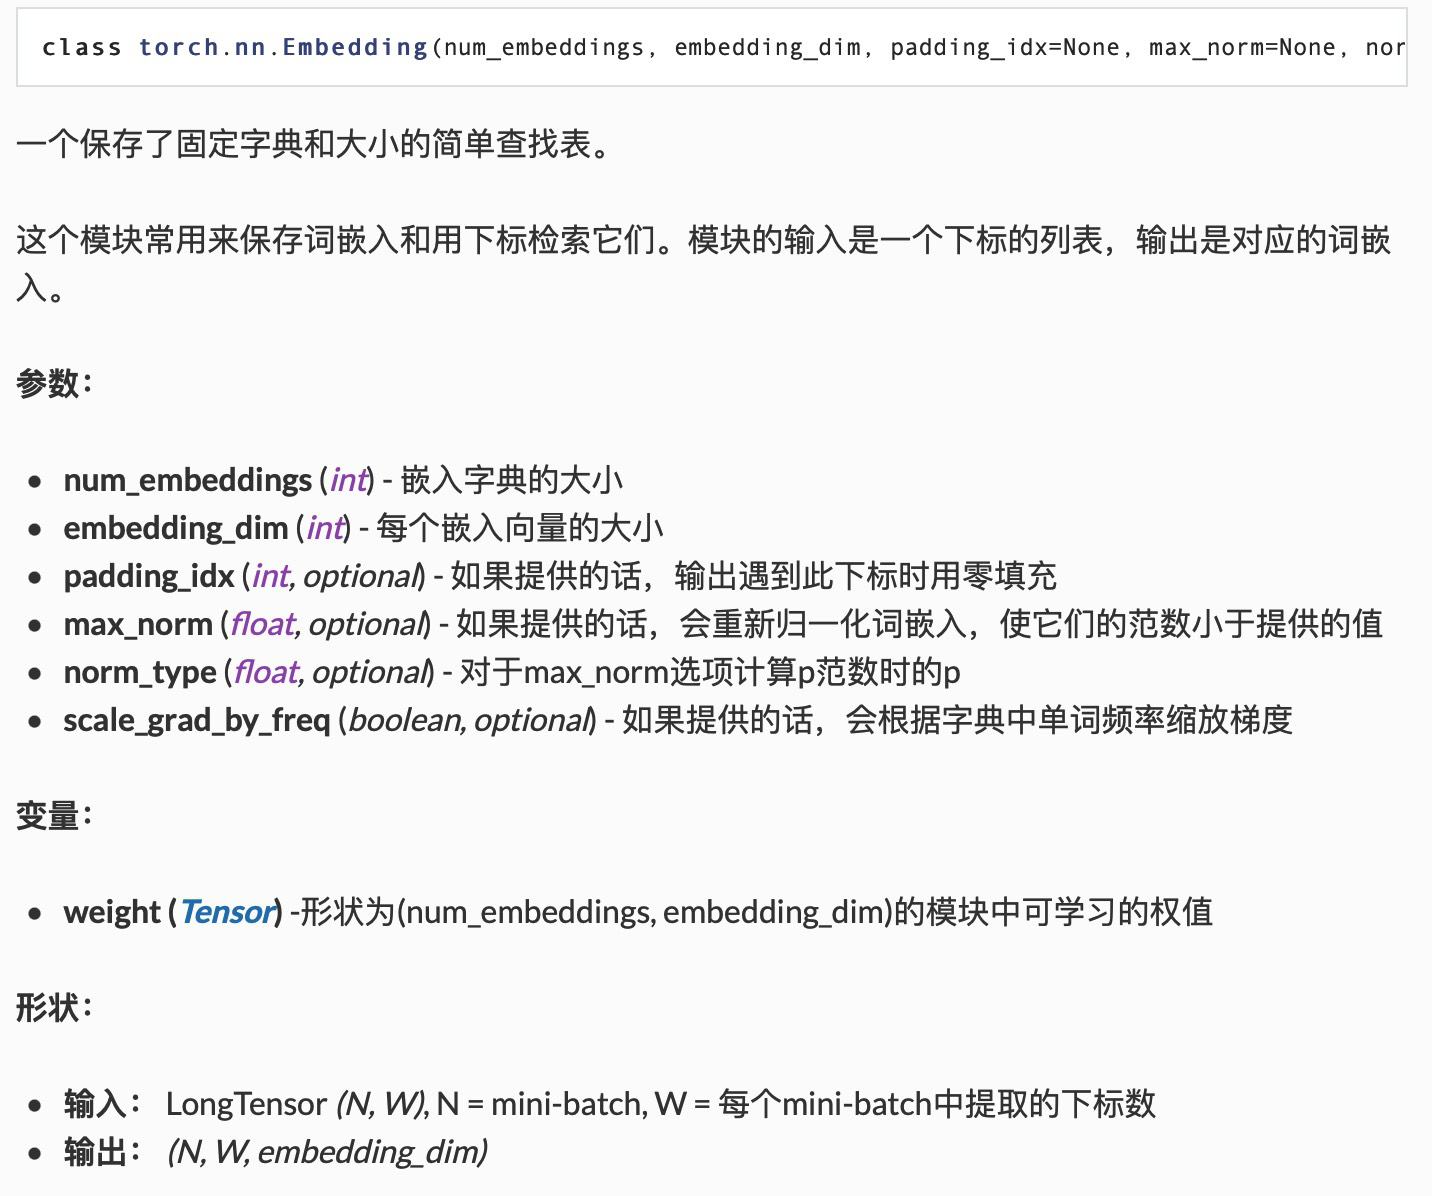 class torch.nn.Embedding(num_embeddings, embedding_dim, padding_idx=None, max_norm=None, nor
一个保存了固定字典和大小的简单查找表。
这个模块常用来保存词嵌入和用下标检索它们。模块的输入是一个下标的列表，输出是对应的词嵌
入。
参数：
• num_embeddings (int) - 嵌入字典的大小
• embedding_dim (int) - 每个嵌入向量的大小
• padding_idx (int, optional) - 如果提供的话，输出遇到此下标时用零填充
• max_norm (float, optional) - 如果提供的话，会重新归一化词嵌入，使它们的范数小于提供的值
• norm_type (float, optional) - 对于max_norm选项计算p范数时的p
• scale_grad_by_freq (boolean, optional) - 如果提供的话，会根据字典中单词频率缩放梯度
变量：
• weight (Tensor) -形状为(num_embeddings, embedding_dim)的模块中可学习的权值
形状：
• 输入： LongTensor (N, W), N = mini-batch, W = 每个mini-batch中提取的下标数
• 输出： (N, W, embedding_dim)